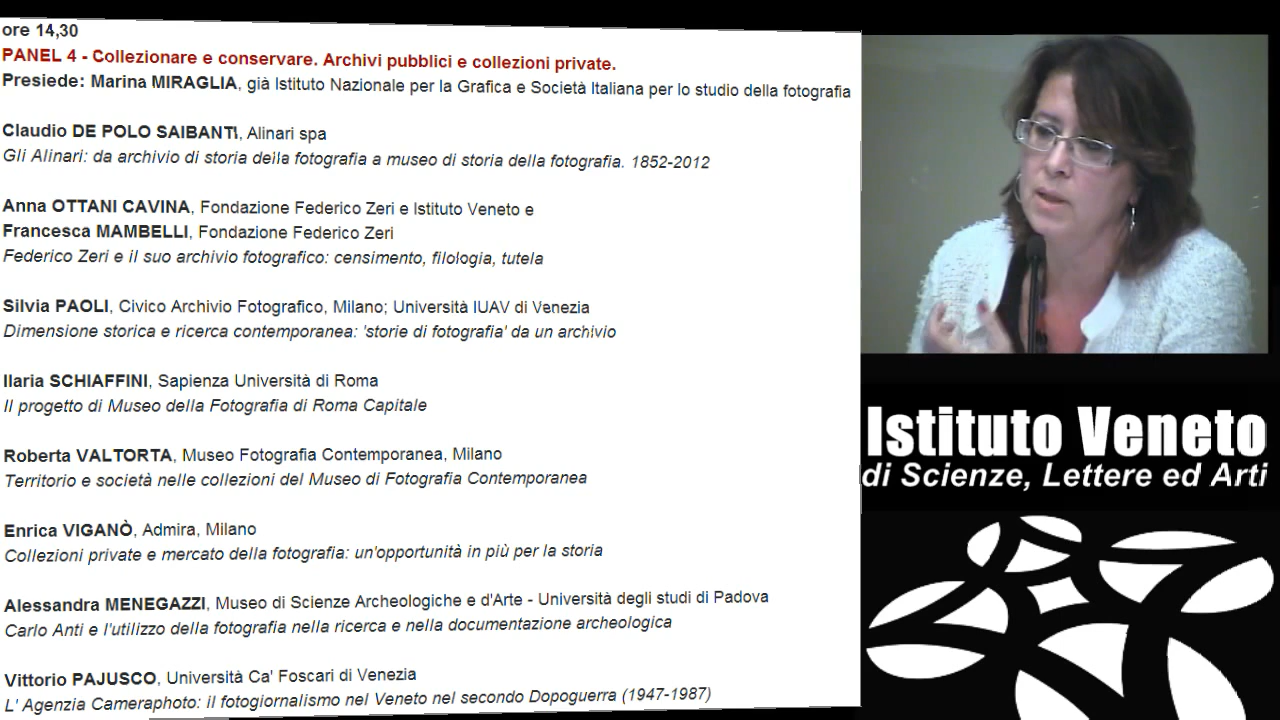 ore 14,30
PANEL 4 - Collezionare e conservare. Archivi pubblici e collezioni private.
Presiede: Marina MIRAGLIA, già Istituto Nazionale per la Grafica e Società Italiana per lo studio della fotografia
Claudio DE POLO SAIBANTI, Alinari spa
Gli Alinari: da archivio di storia della fotografia a museo di storia della fotografia. 1852-2012
Anna OTTANI CAVINA, Fondazione Federico Zeri e Istituto Veneto e
Francesca MAMBELLI, Fondazione Federico Zeri
Federico Zeri e il suo archivio fotografico: censimento, filologia, tutela
Silvia PAOLI, Civico Archivio Fotografico, Milano; Università IUAV di Venezia
Dimensione storica e ricerca contemporanea: 'storie di fotografia' da un archivio
Ilaria SCHIAFFINI, Sapienza Università di Roma
Il progetto di Museo della Fotografia di Roma Capitale
Roberta VALTORTA, Museo Fotografia Contemporanea, Milano
Territorio e società nelle collezioni del Museo di Fotografia Contemporanea
Enrica VIGANÒ, Admira, Milano
Collezioni private e mercato della fotografia: un'opportunità in più per la storia
Alessandra MENEGAZZI, Museo di Scienze Archeologiche e d'Arte - Università degli studi di Padova
Carlo Anti e l'utilizzo della fotografia nella ricerca e nella documentazione archeologica
Vittorio PAJUSCO, Università Ca' Foscari di Venezia
L' Agenzia Cameraphoto: il fotogiornalismo nel Veneto nel secondo Dopoguerra (1947-1987)
Istituto Veneto
di Scienze, Lettere ed Arti